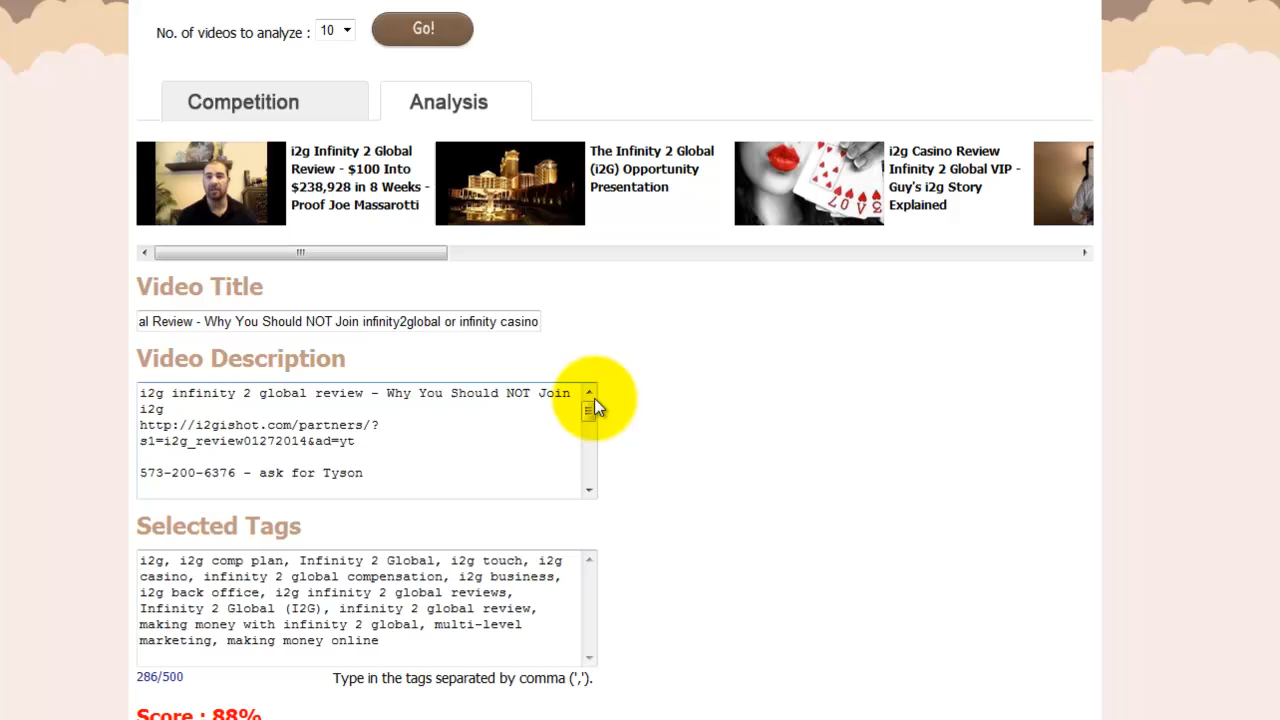 No. of videos to analyze :
10
Go!
Competition
Analysis
i2g Infinity 2 Global
Review - $100 Into
$238,928 in 8 Weeks -
Proof Joe Massarotti
The Infinity 2 Global
(i2G) Opportunity
Presentation
i2g Casino Review
Infinity 2 Global VIP -
Guy's i2g Story
Explained
Video Title
al Review - Why You Should NOT Join infinity2global or infinity casino
Video Description
i2g infinity 2 global review - Why You Should NOT Join
i2g
http://i2gishot.com/partners/?
s1=i2g_review01272014&ad=yt
573-200-6376 - ask for Tyson
Selected Tags
i2g, i2g comp plan, Infinity 2 Global, i2g touch, i2g
casino, infinity 2 global compensation, i2g business,
i2g back office, i2g infinity 2 global reviews,
Infinity 2 Global (I2G), infinity 2 global review,
making money with infinity 2 global, multi-level
marketing, making money online
286/500
Type in the tags separated by comma (',').
Score : 88%